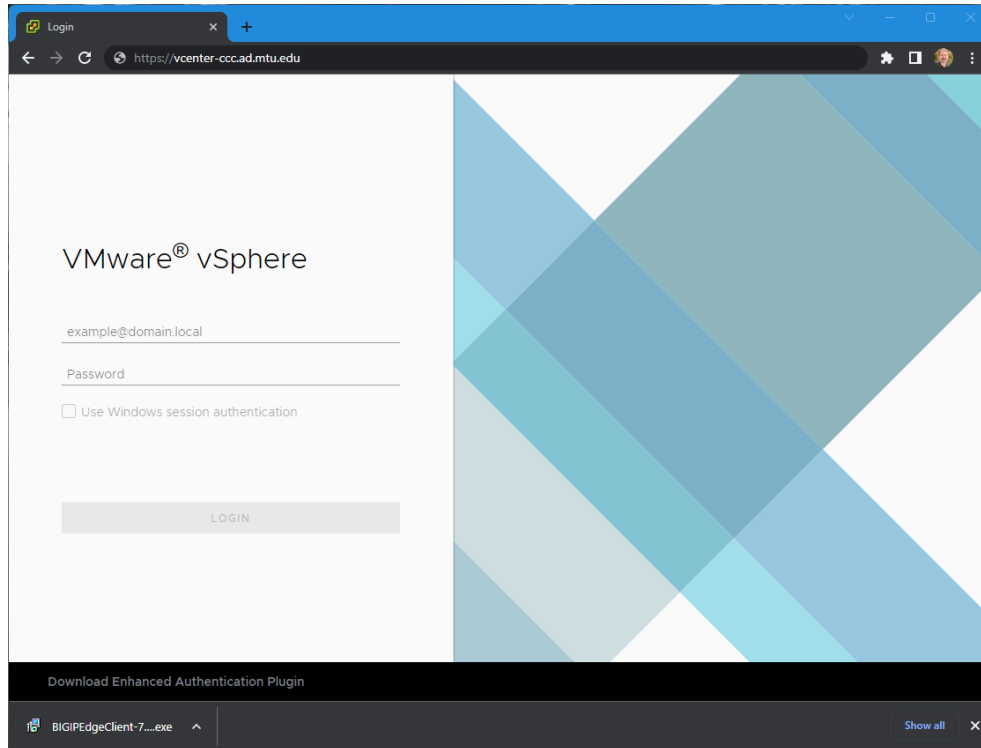 Login
https://vcenter-ccc.ad.mtu.edu
VMware® vSphere
example@domain.local
Password
Use Windows session authentication
LOGIN
Download Enhanced Authentication Plugin
BIGIPEdgeClient-7....exe
Show all